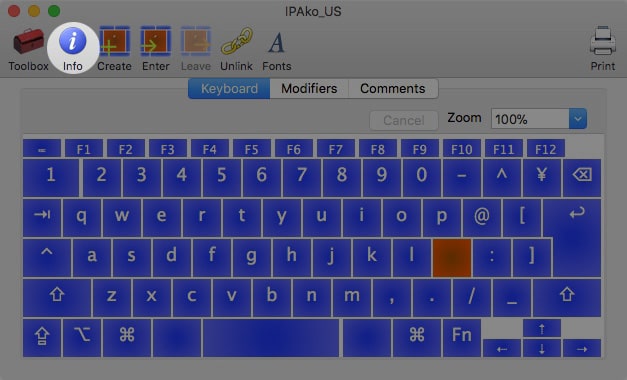 IPAko_US
Toolbox Info Create Enter Leave Unlink Fonts Print
Keyboard Modifiers Comments
Cancel Zoom 100%
F1 F2 F3 F4 F5 F6 F7 F8 F9 F10 F11 F12
1 2 3 4 5 6 7 8 9 0 - ^ ¥ ⌫
⇥ q w e r t y u i o p @ [ ↩
^ a s d f g h j k l : ]
⇧ z x c v b n m , . / _ ⇧
⇪ ⌥ ⌘ ⌘ Fn ⇡
⇠ ⇣ ⇢